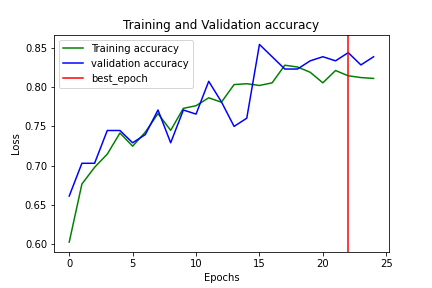 Training and Validation accuracy
Training accuracy
validation accuracy
best_epoch
Loss
0.85
0.80
0.75
0.70
0.65
0.60
0 5 10 15 20 25
Epochs